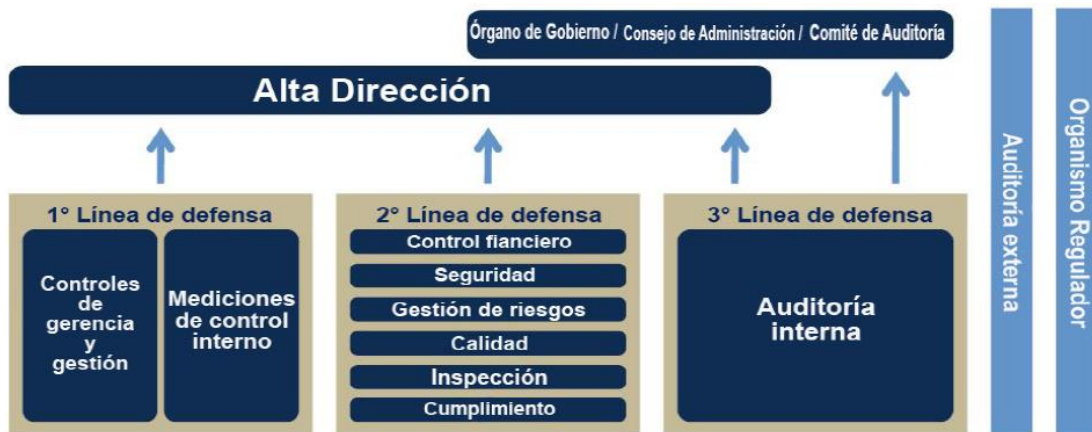 Órgano de Gobierno / Consejo de Administración / Comité de Auditoría
Alta Dirección
1° Línea de defensa
Controles
de
gerencia
y
gestión
Mediciones
de control
interno
2° Línea de defensa
Control fianciero
Seguridad
Gestión de riesgos
Calidad
Inspección
Cumplimiento
3° Línea de defensa
Auditoría
interna
Auditoría externa
Organismo Regulador